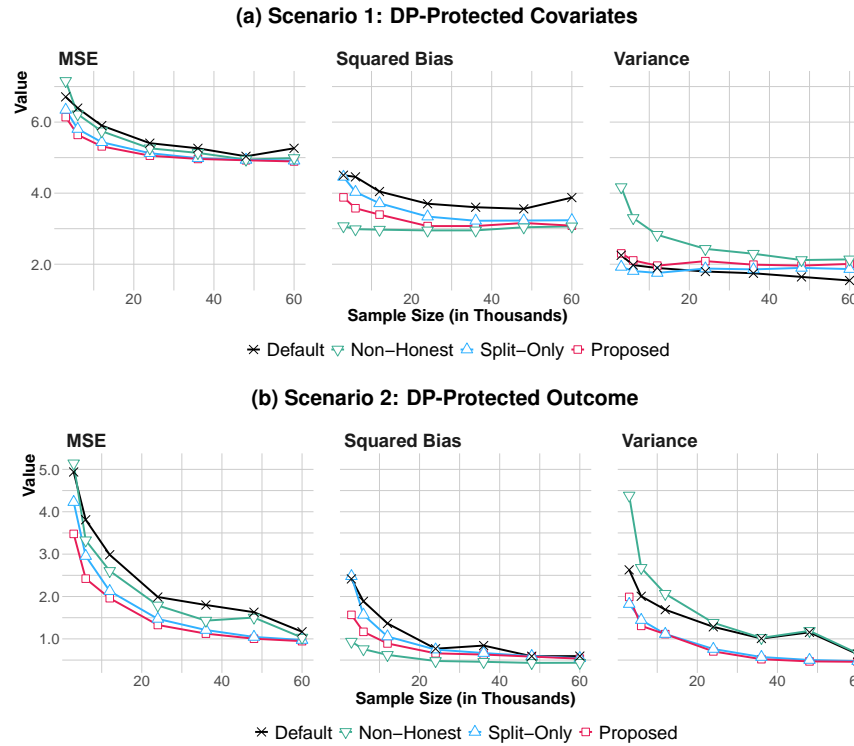 (a) Scenario 1: DP-Protected Covariates
MSE
Squared Bias
Variance
Value
6.0
4.0
2.0
20 40 60 20 40 60 20 40 60
Sample Size (in Thousands)
Default Non-Honest Split-Only Proposed
(b) Scenario 2: DP-Protected Outcome
MSE
Squared Bias
Variance
Value
5.0
4.0
3.0
2.0
1.0
20 40 60 20 40 60 20 40 60
Sample Size (in Thousands)
Default Non-Honest Split-Only Proposed